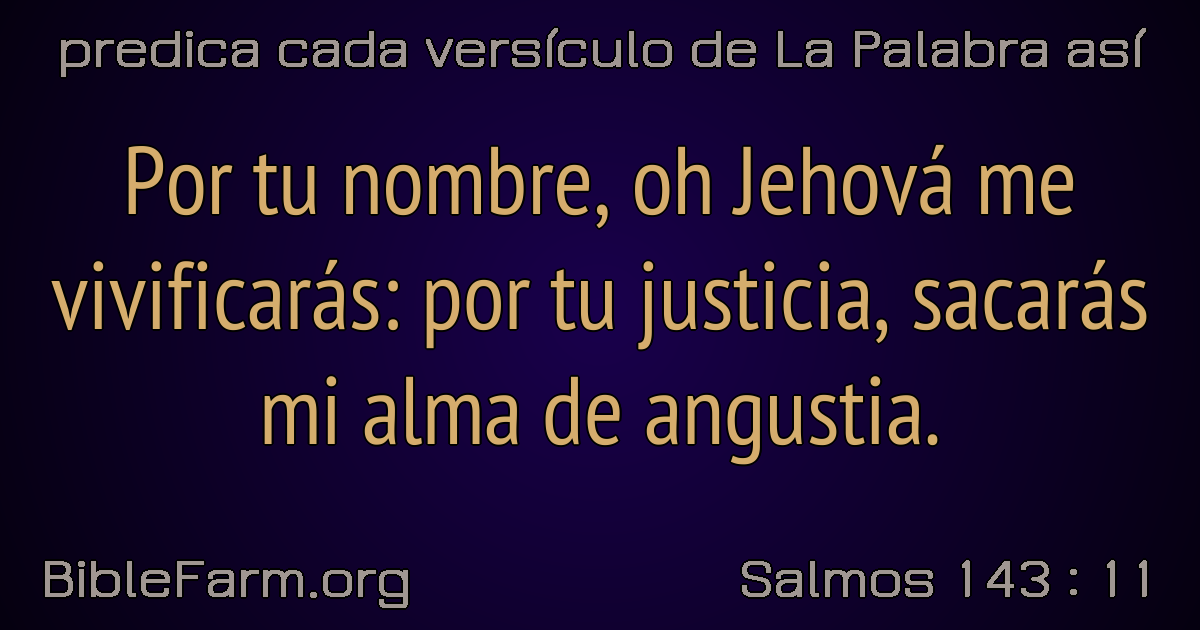 predica cada versículo de La Palabra así
Por tu nombre, oh Jehová me
vivificarás: por tu justicia, sacarás
mi alma de angustia.
BibleFarm.org
Salmos 143 : 11